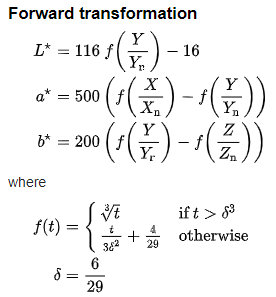 Forward transformation
L* = 116 f(Y/Yr) − 16
a* = 500 (f(X/Xn) − f(Y/Yn))
b* = 200 (f(Y/Yr) − f(Z/Zn))
where
f(t) = { ∛t if t > δ³
t/3δ² + 4/29 otherwise
δ = 6/29